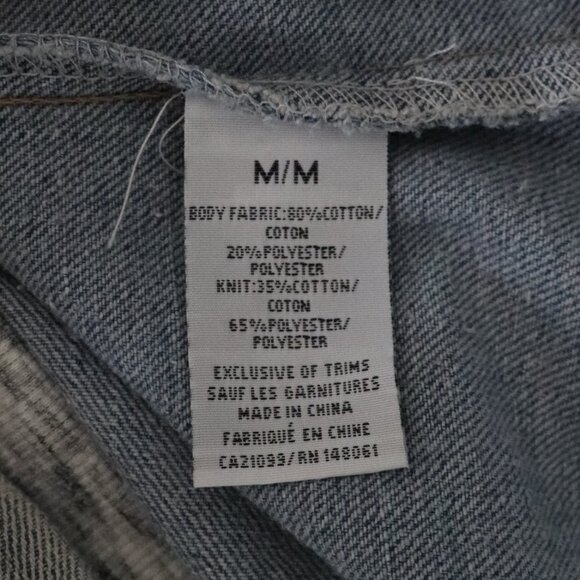 M/M
BODY FABRIC:80%COTTON/
COTON
20%POLYESTER/
POLYESTER
KNIT:35%COTTON/
COTON
65%POLYESTER/
POLYESTER
EXCLUSIVE OF TRIMS
SAUF LES GARNITURES
MADE IN CHINA
FABRIQUÉ EN CHINE
CA21099/RN 148061